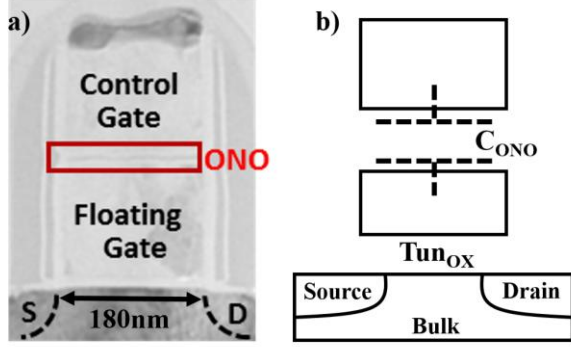 a)
Control
Gate
ONO
Floating
Gate
S
180nm
D
b)
C_ONO
Tun_OX
Source
Drain
Bulk